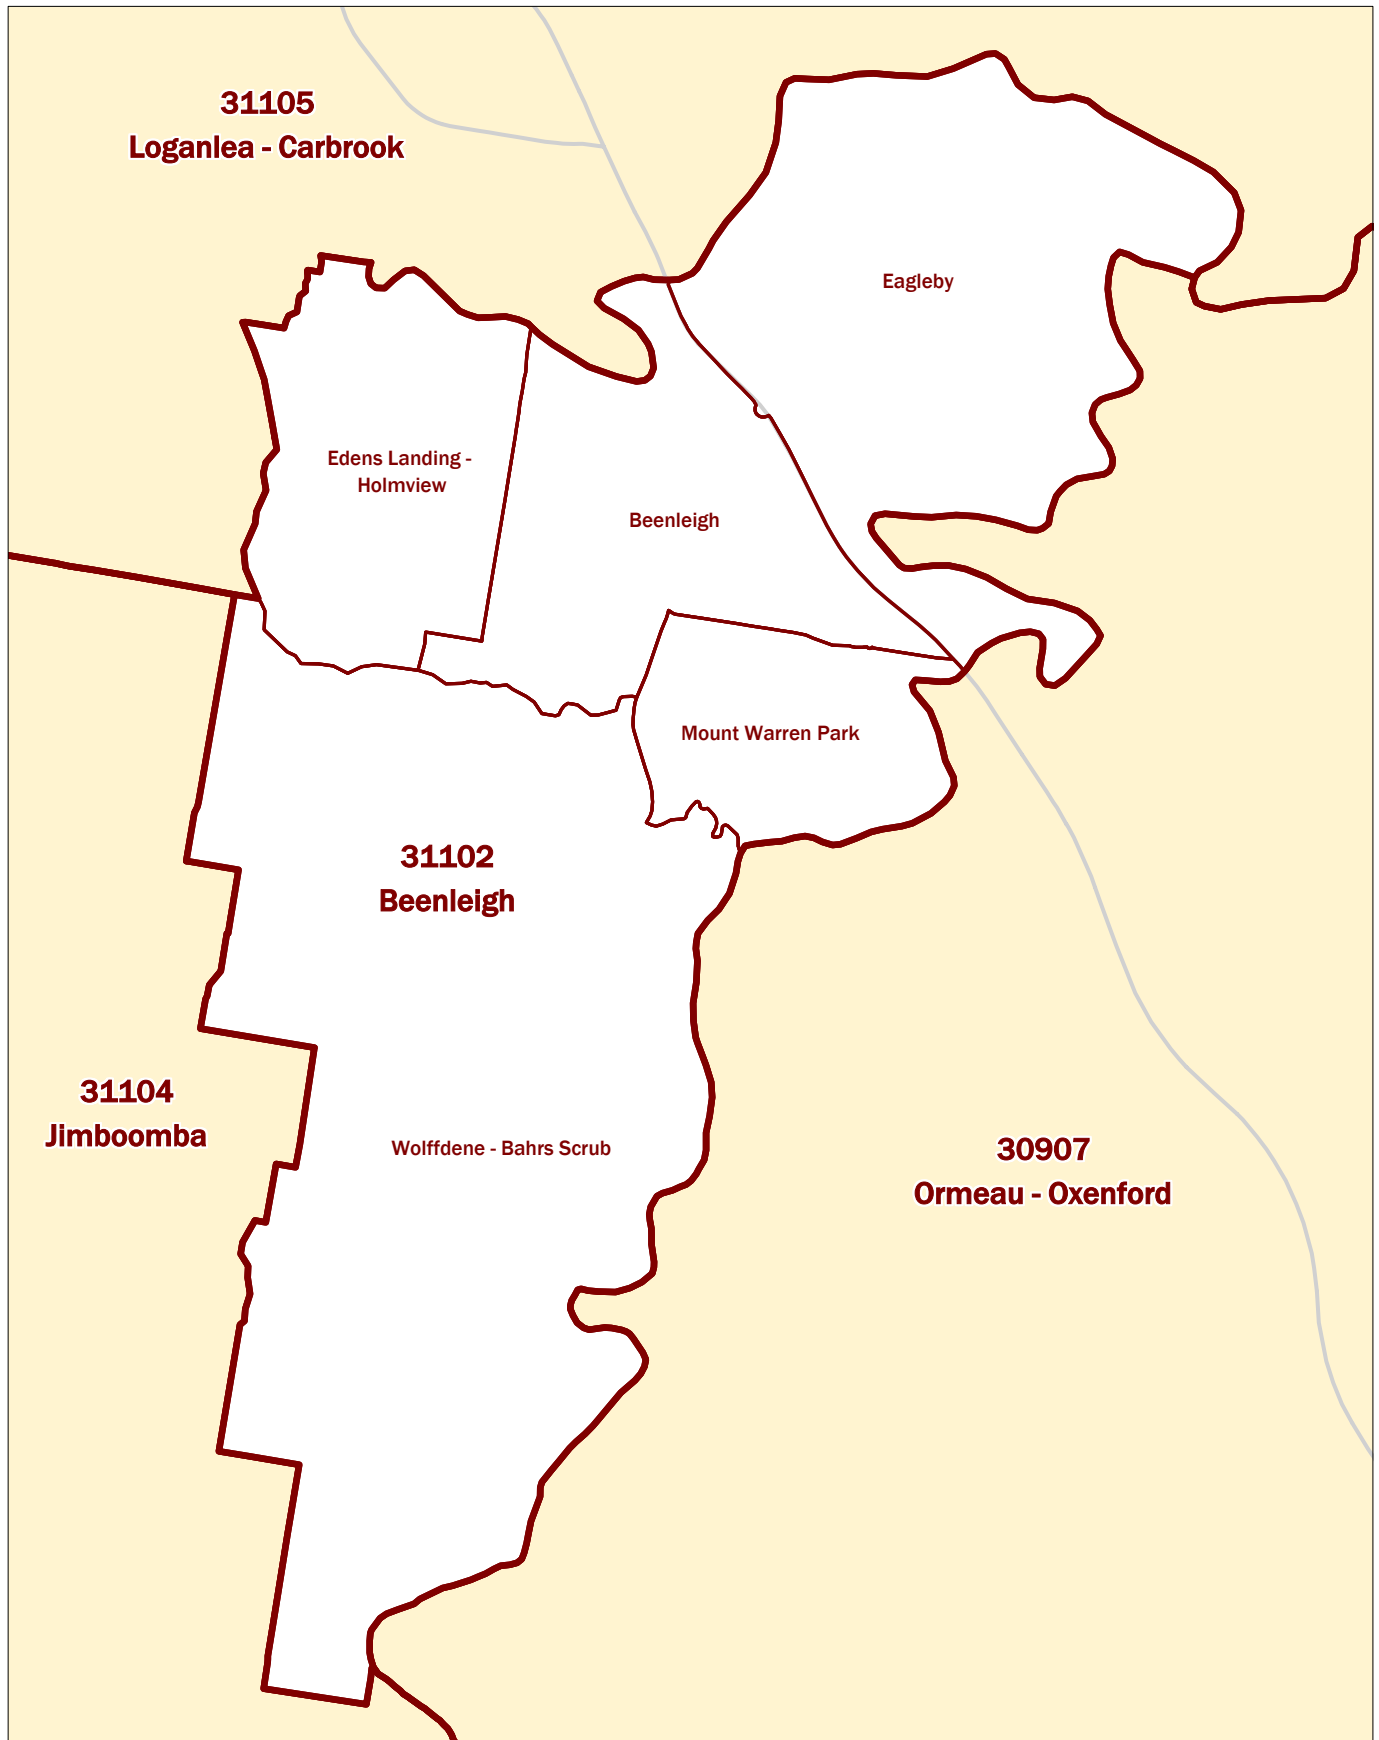 31105
Loganlea - Carbrook
Eagleby
Edens Landing -
Holmview
Beenleigh
Mount Warren Park
31102
Beenleigh
31104
Jimboomba
Wolffdene - Bahrs Scrub
30907
Ormeau - Oxenford